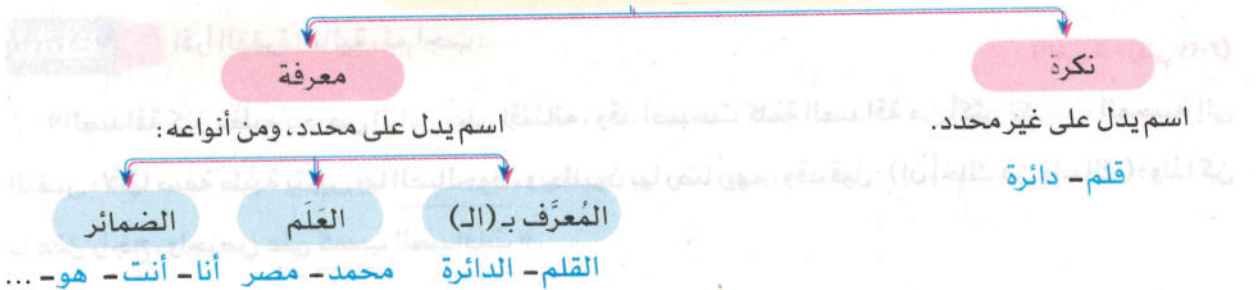 نكرة
معرفة
اسم يدل على غير محدد.
اسم يدل على محدد، ومن أنواعه:
قلم - دائرة
المُعرَّف بـ (الـ)
العَلَم
الضمائر
القلم - الدائرة
محمد - مصر
أنا - أنت - هو - ...